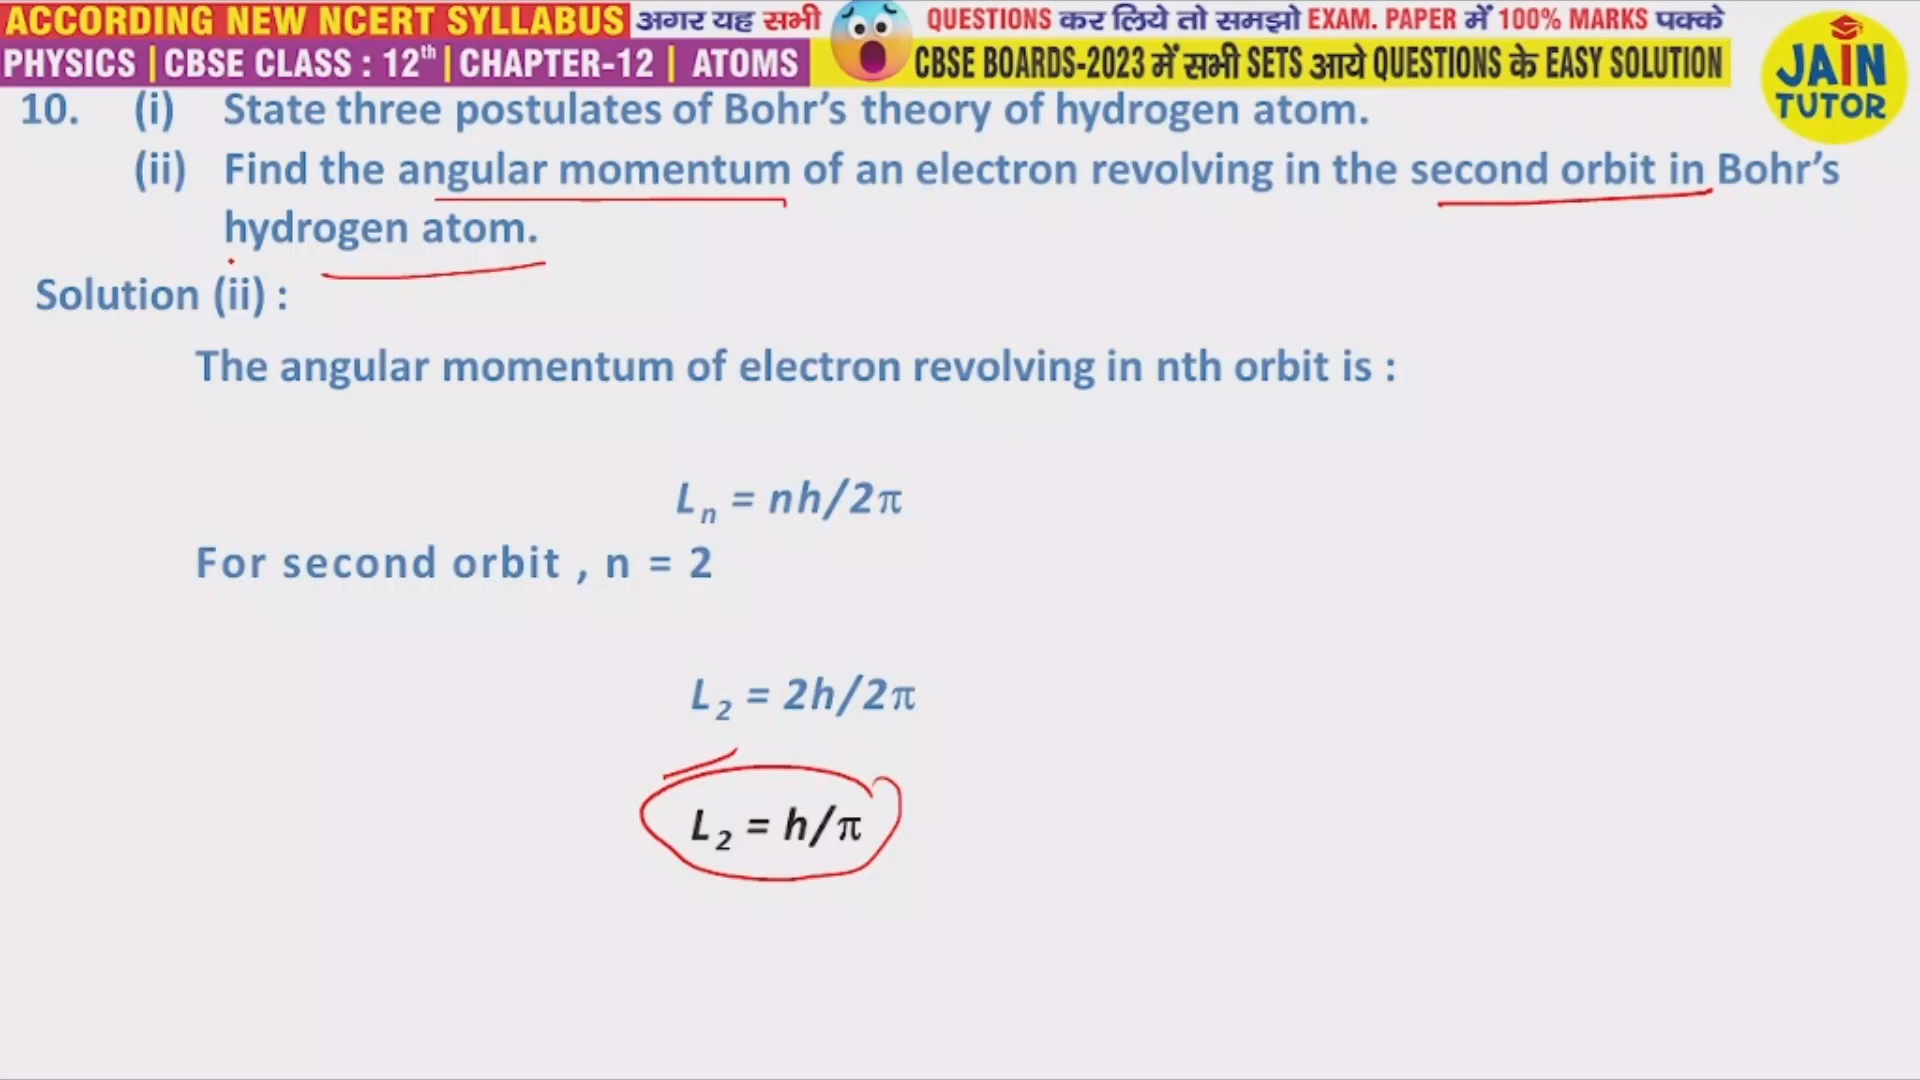 ACCORDING NEW NCERT SYLLABUS अगर यह सभी QUESTIONS कर लिये तो समझो EXAM. PAPER में 100% MARKS पक्के
PHYSICS | CBSE CLASS : 12th | CHAPTER-12 | ATOMS CBSE BOARDS-2023 में सभी SETS आये QUESTIONS के EASY SOLUTION
JAIN
TUTOR
10. (i) State three postulates of Bohr’s theory of hydrogen atom.
(ii) Find the angular momentum of an electron revolving in the second orbit in Bohr’s
hydrogen atom.
Solution (ii) :
The angular momentum of electron revolving in nth orbit is :
Lₙ = nh/2π
For second orbit , n = 2
L₂ = 2h/2π
L₂ = h/π